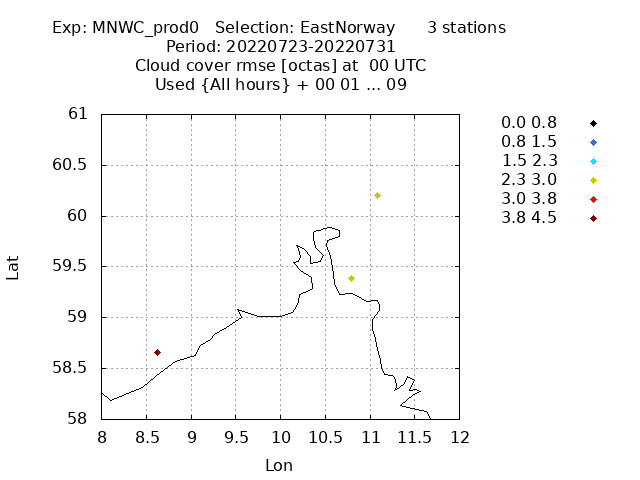 Exp: MNWC_prod0   Selection: EastNorway      3 stations
Period: 20220723-20220731
Cloud cover rmse [octas] at  00 UTC
Used {All hours} + 00 01 ... 09
61
60.5
60
59.5
59
58.5
58
Lat
8 8.5 9 9.5 10 10.5 11 11.5 12
Lon
0.0 0.8
0.8 1.5
1.5 2.3
2.3 3.0
3.0 3.8
3.8 4.5